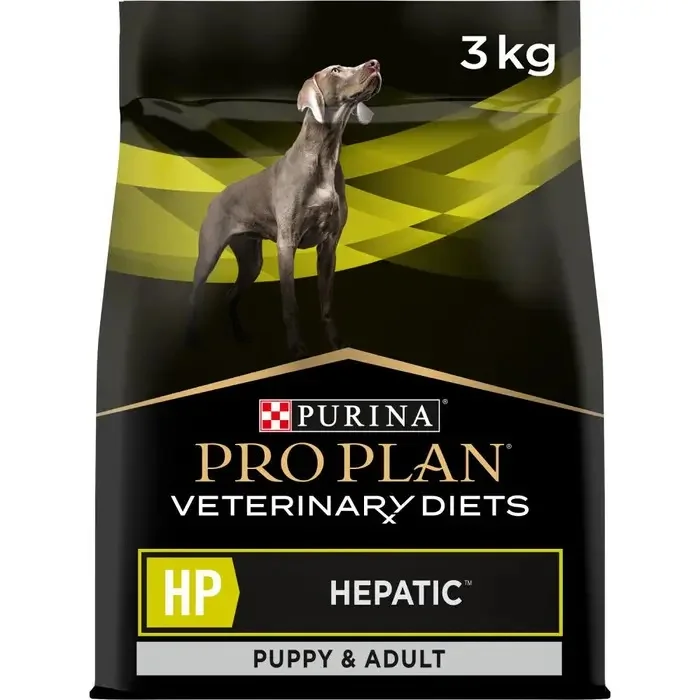 3 kg
PURINA®
PRO PLAN®
VETERINARY DIETS
HP HEPATIC™
PUPPY & ADULT